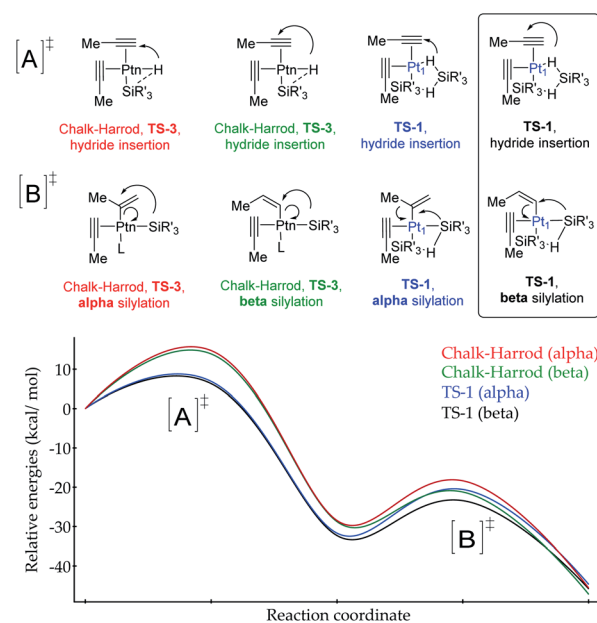 [A]‡
Me
Ptn
H
SiR'3
Me
Chalk-Harrod, TS-3,
hydride insertion
Me
Ptn
H
SiR'3
Me
Chalk-Harrod, TS-3,
hydride insertion
Me
H
Pt1
SiR'3
SiR'3·H
Me
TS-1,
hydride insertion
Me
H
Pt1
SiR'3
SiR'3·H
Me
TS-1,
hydride insertion
[B]‡
Me
Ptn
SiR'3
L
Me
Chalk-Harrod, TS-3,
alpha silylation
Me
Ptn
SiR'3
L
Me
Chalk-Harrod, TS-3,
beta silylation
Me
Pt1
SiR'3
SiR'3·H
H
Me
TS-1,
alpha silylation
Me
Pt1
SiR'3
SiR'3·H
H
Me
TS-1,
beta silylation
Chalk-Harrod (alpha)
Chalk-Harrod (beta)
TS-1 (alpha)
TS-1 (beta)
[A]‡
[B]‡
10
0
-10
-20
-30
-40
Relative energies (kcal/ mol)
Reaction coordinate